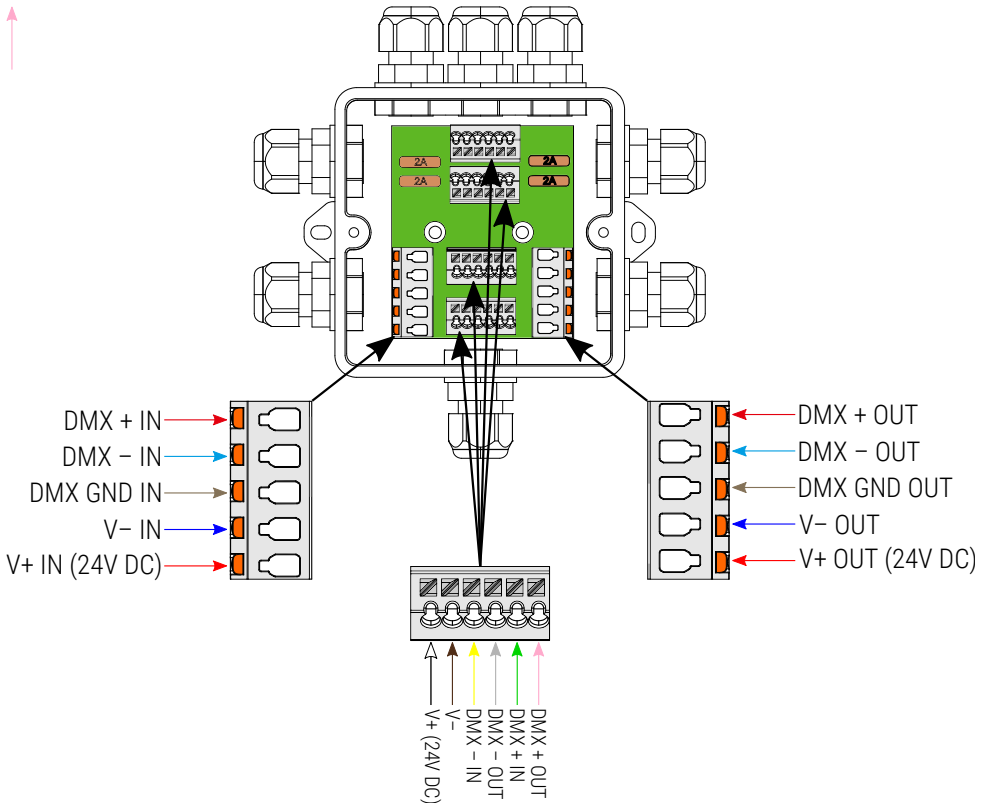 2A
2A
2A
2A
DMX + IN
DMX – IN
DMX GND IN
V– IN
V+ IN (24V DC)
DMX + OUT
DMX – OUT
DMX GND OUT
V– OUT
V+ OUT (24V DC)
V+ (24V DC)
V–
DMX – IN
DMX – OUT
DMX + IN
DMX + OUT